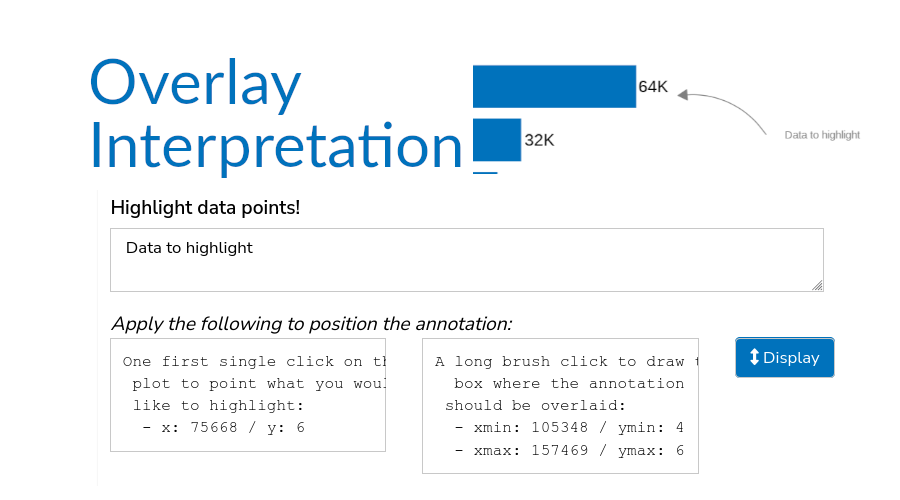 Overlay
Interpretation
64K
Data to highlight
32K
Highlight data points!
Data to highlight
Apply the following to position the annotation:
One first single click on th
plot to point what you woul
like to highlight:
- x: 75668 / y: 6
A long brush click to draw t
box where the annotation
should be overlaid:
- xmin: 105348 / ymin: 4
- xmax: 157469 / ymax: 6
Display